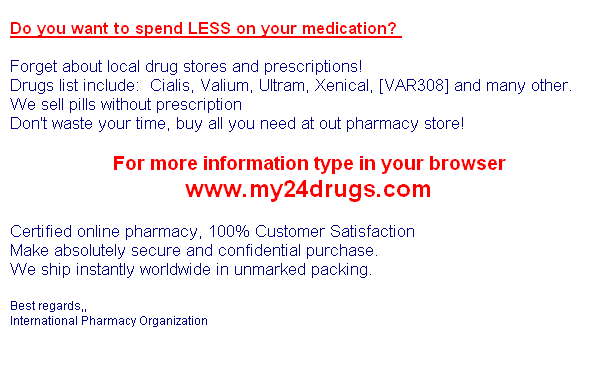 Do you want to spend LESS on your medication?
Forget about local drug stores and prescriptions!
Drugs list include:  Cialis, Valium, Ultram, Xenical, [VAR308] and many other.
We sell pills without prescription
Don't waste your time, buy all you need at out pharmacy store!
For more information type in your browser
www.my24drugs.com
Certified online pharmacy, 100% Customer Satisfaction
Make absolutely secure and confidential purchase.
We ship instantly worldwide in unmarked packing.
Best regards,,
International Pharmacy Organization